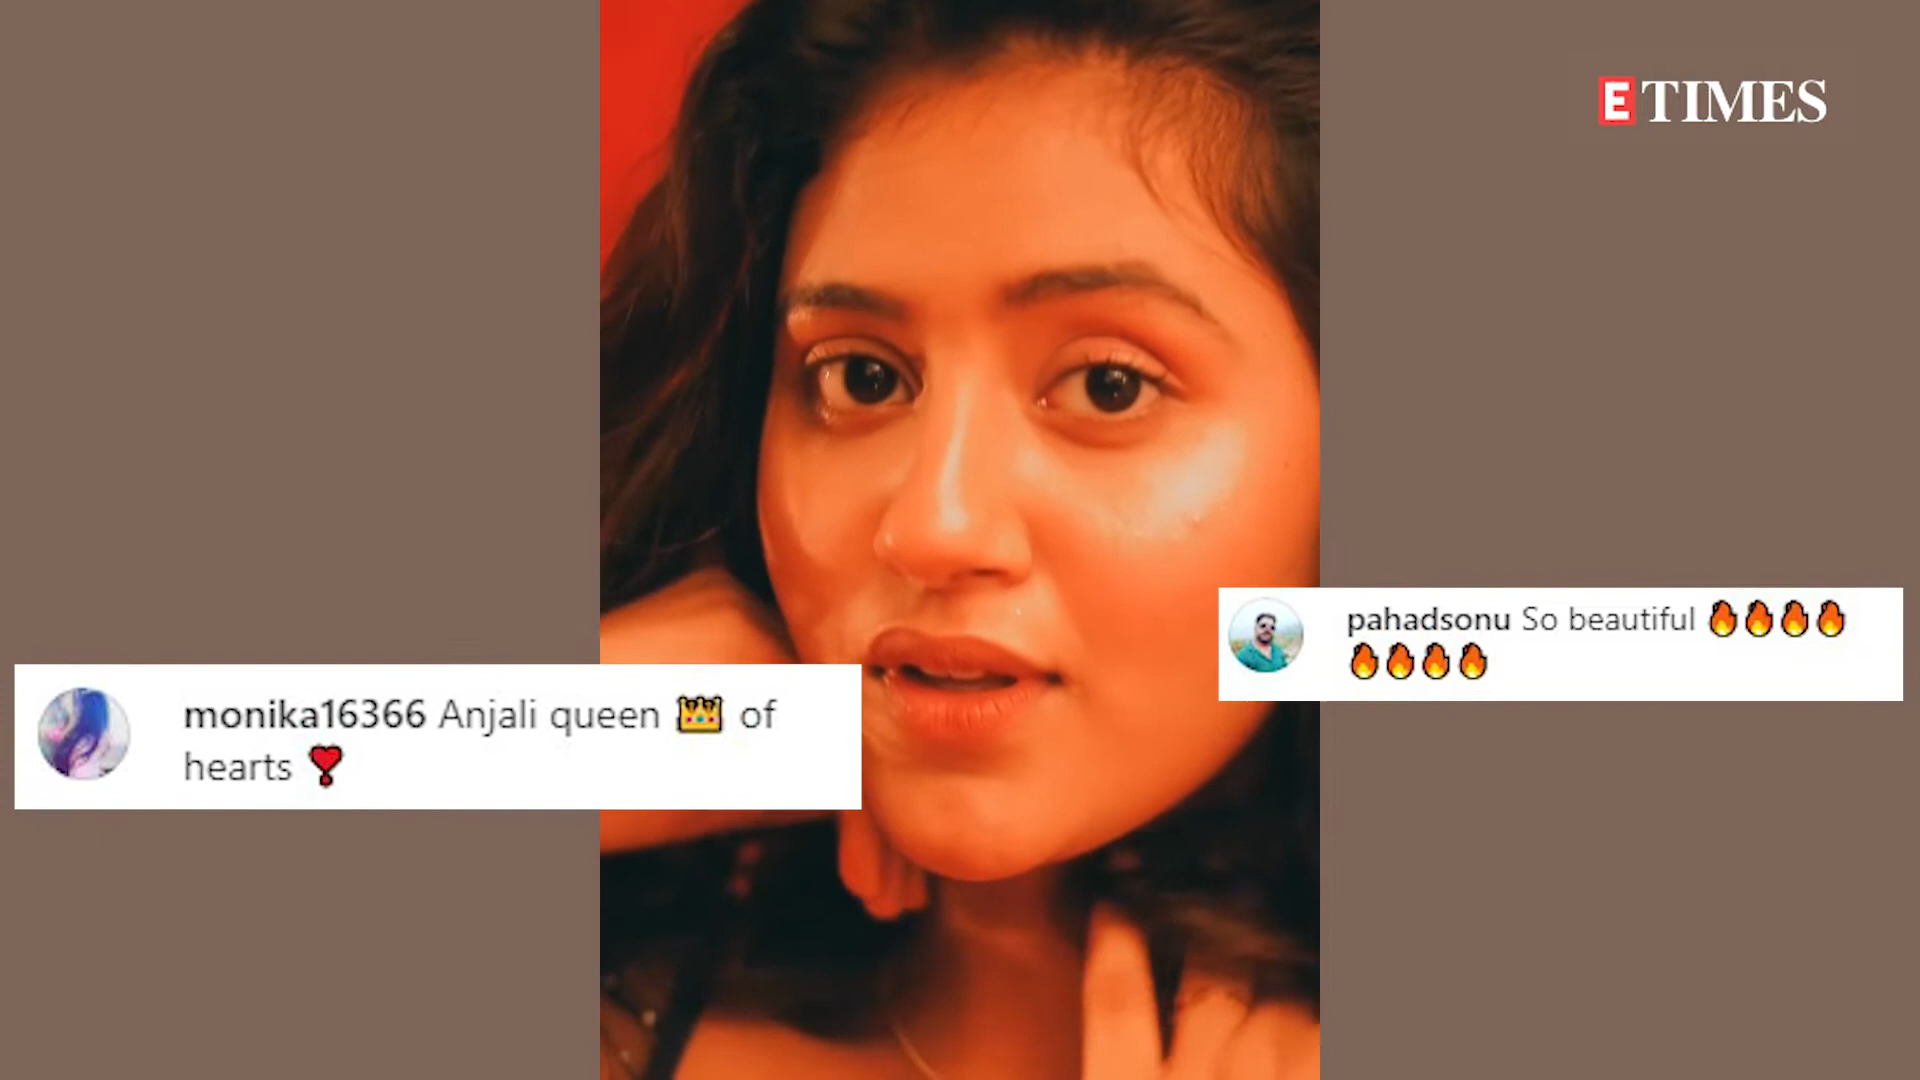 ETIMES
pahadsonu So beautiful 🔥🔥🔥🔥
🔥🔥🔥🔥
monika16366 Anjali queen 👑 of
hearts ❣